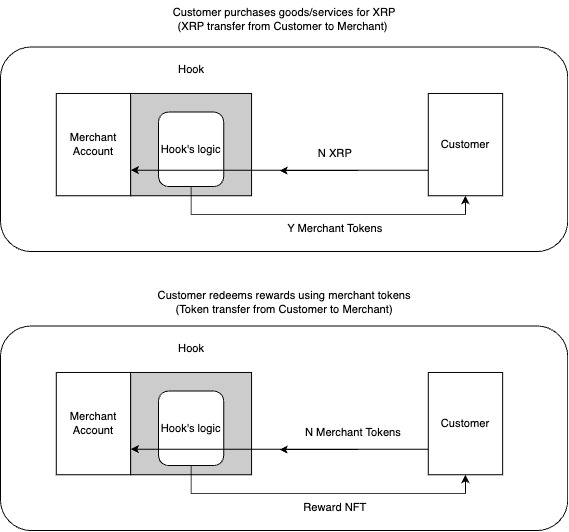 Customer purchases goods/services for XRP
(XRP transfer from Customer to Merchant)
Hook
Merchant
Account
Hook's logic
N XRP
Customer
Y Merchant Tokens
Customer redeems rewards using merchant tokens
(Token transfer from Customer to Merchant)
Hook
Merchant
Account
Hook's logic
N Merchant Tokens
Customer
Reward NFT